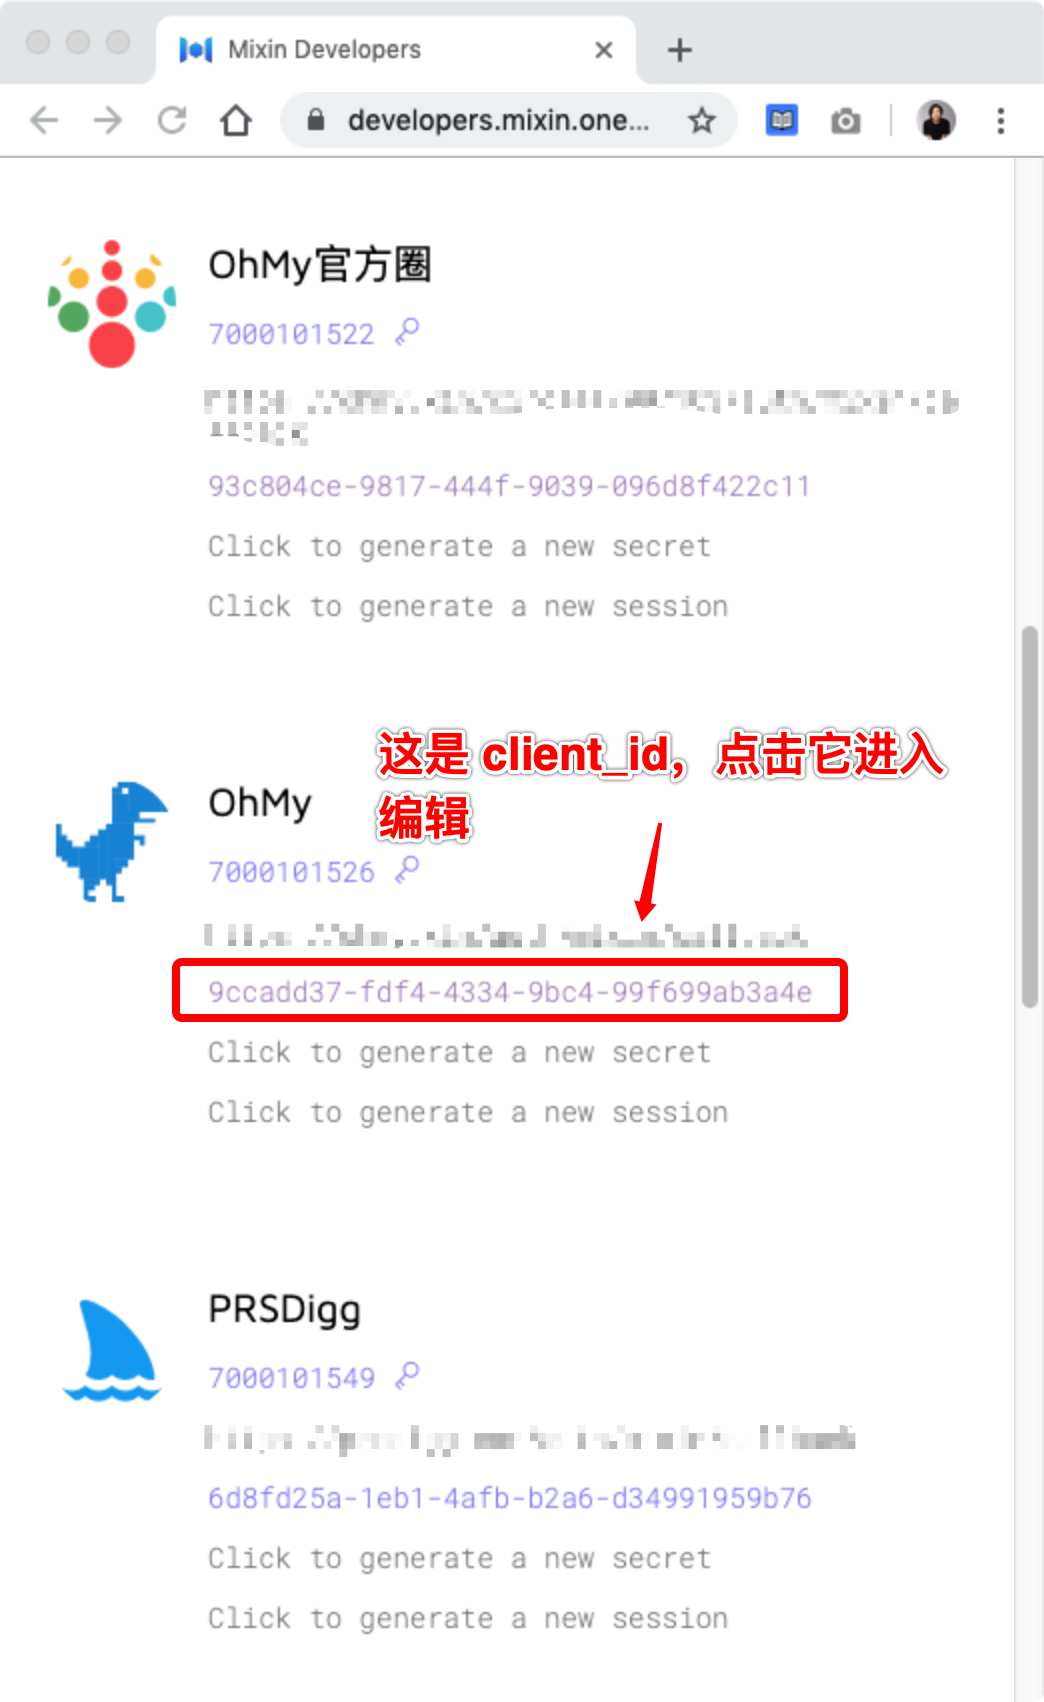 Mixin Developers
developers.mixin.one...
OhMy官方圈
7000101522
93c804ce-9817-444f-9039-096d8f422c11
Click to generate a new secret
Click to generate a new session
这是 client_id，点击它进入
编辑
OhMy
7000101526
9ccadd37-fdf4-4334-9bc4-99f699ab3a4e
Click to generate a new secret
Click to generate a new session
PRSDigg
7000101549
6d8fd25a-1eb1-4afb-b2a6-d34991959b76
Click to generate a new secret
Click to generate a new session